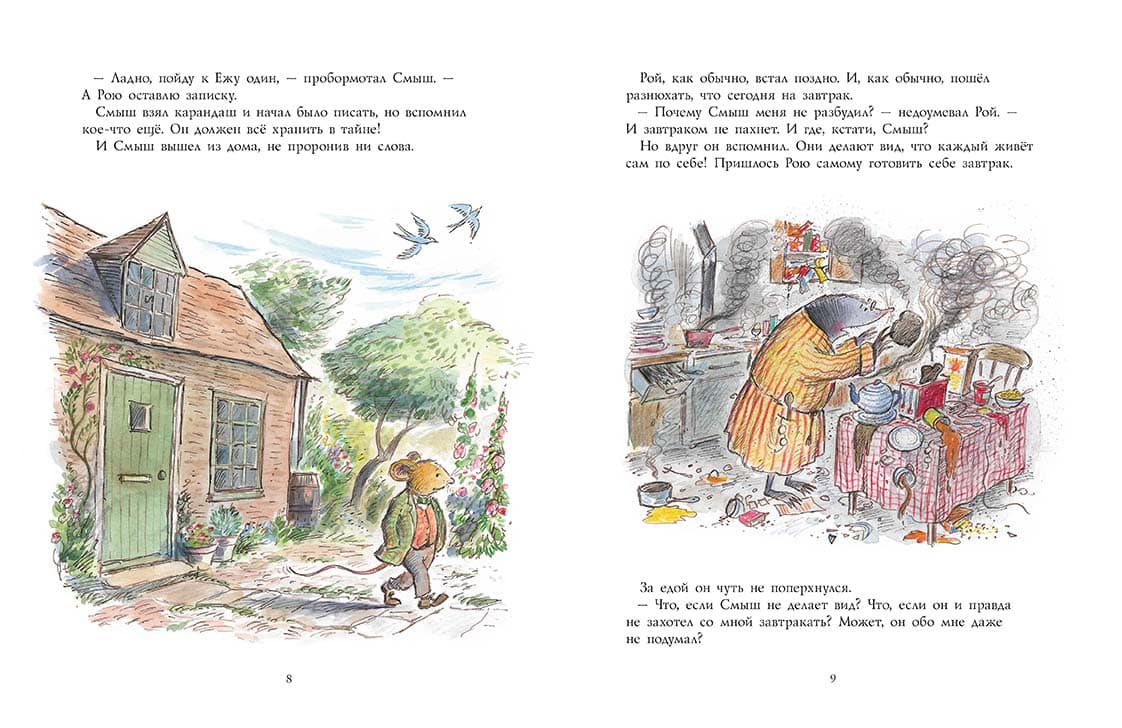 — Ладно, пойду к Ежу один, — пробормотал Смыш. —
А Рою оставлю записку.
Смыш взял карандаш и начал было писать, но вспомнил
кое-что ещё. Он должен всё хранить в тайне!
И Смыш вышел из дома, не проронив ни слова.
8
Рой, как обычно, встал поздно. И, как обычно, пошёл
разнюхать, что сегодня на завтрак.
— Почему Смыш меня не разбудил? — недоумевал Рой. —
И завтраком не пахнет. И где, кстати, Смыш?
Но вдруг он вспомнил. Они делают вид, что каждый живёт
сам по себе! Пришлось Рою самому готовить себе завтрак.
За едой он чуть не поперхнулся.
— Что, если Смыш не делает вид? Что, если он и правда
не захотел со мной завтракать? Может, он обо мне даже
не подумал?
9